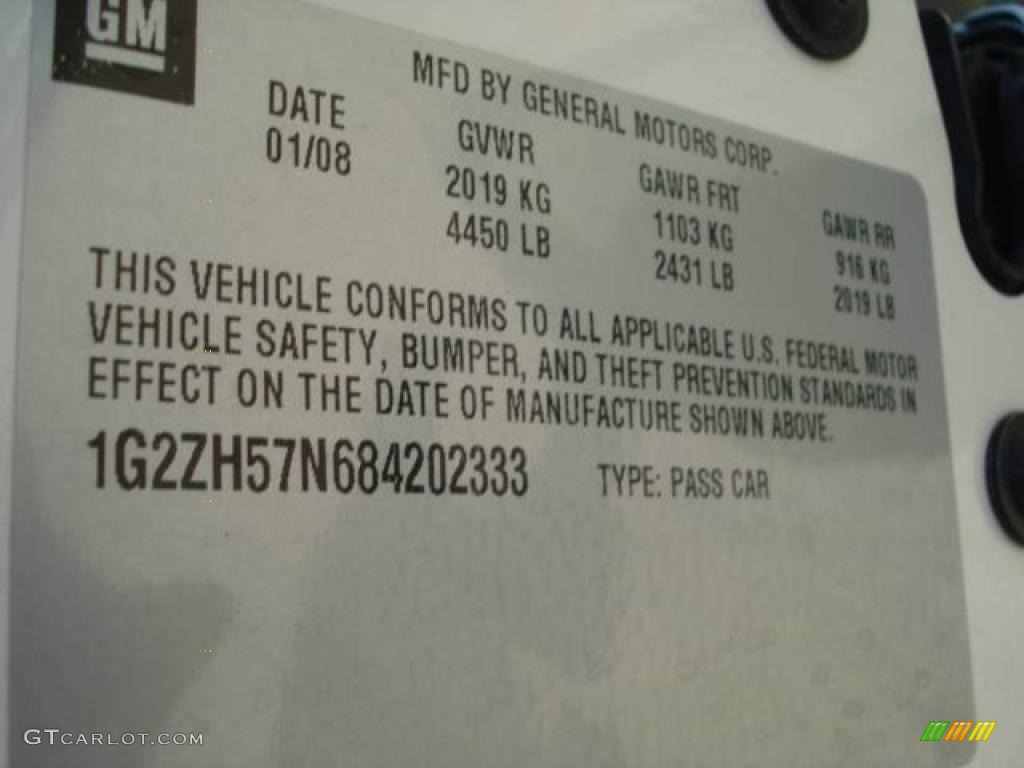 GM
MFD BY GENERAL MOTORS CORP.
DATE GVWR GAWR FRT GAWR RR
01/08 2019 KG 1103 KG 916 KG
4450 LB 2431 LB 2019 LB
THIS VEHICLE CONFORMS TO ALL APPLICABLE U.S. FEDERAL MOTOR
VEHICLE SAFETY, BUMPER, AND THEFT PREVENTION STANDARDS IN
EFFECT ON THE DATE OF MANUFACTURE SHOWN ABOVE.
1G2ZH57N684202333 TYPE: PASS CAR
GTCARLOT.COM